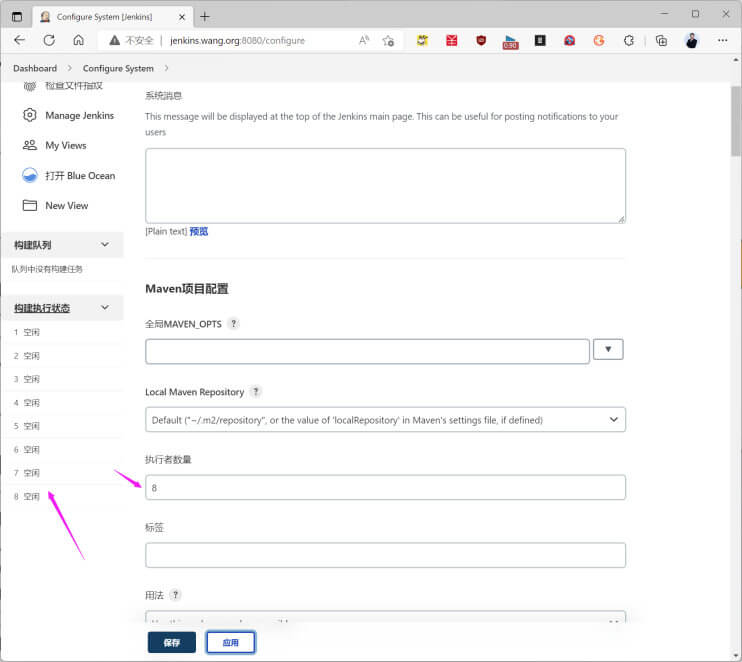 Configure System [Jenkins]
不安全 | jenkins.wang.org:8080/configure
0.90
Dashboard > Configure System >
检查文件指纹
Manage Jenkins
My Views
打开 Blue Ocean
New View
构建队列
队列中没有构建任务
构建执行状态
1 空闲
2 空闲
3 空闲
4 空闲
5 空闲
6 空闲
7 空闲
8 空闲
系统消息
This message will be displayed at the top of the Jenkins main page. This can be useful for posting notifications to your
users
[Plain text] 预览
Maven项目配置
全局MAVEN_OPTS ?
Local Maven Repository ?
Default ("~/.m2/repository", or the value of 'localRepository' in Maven's settings file, if defined)
执行者数量
8
标签
用法 ?
保存
应用